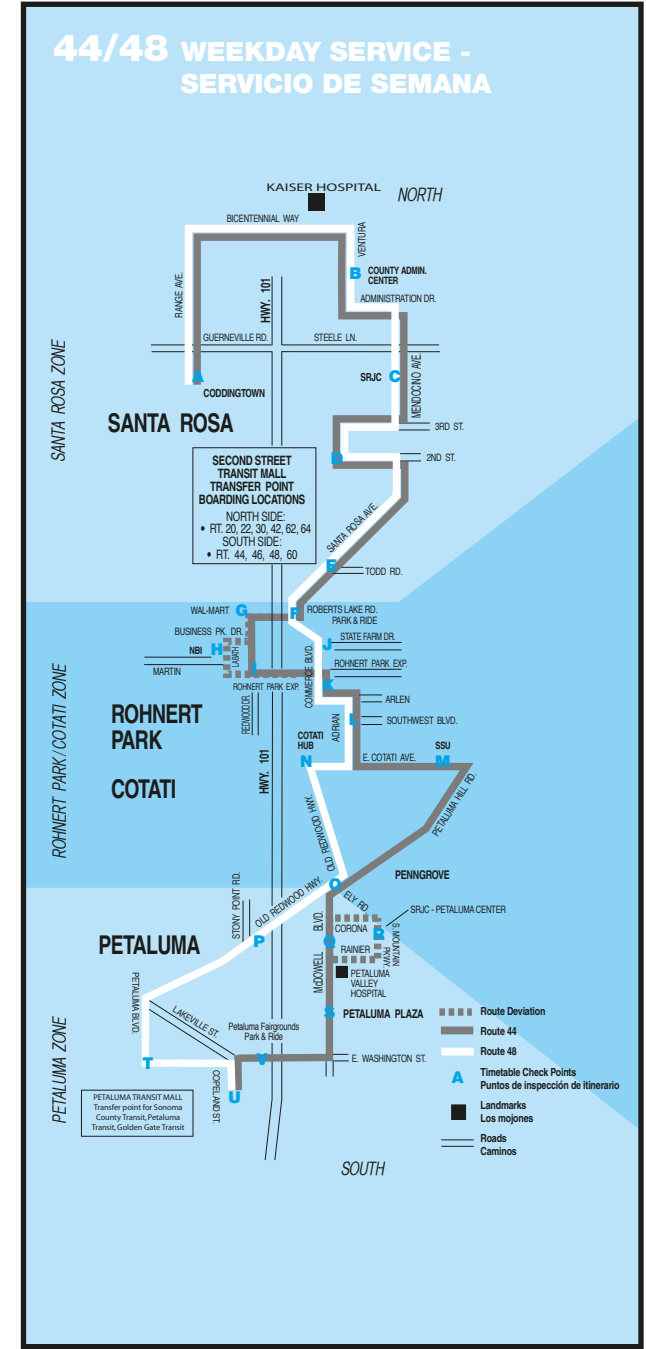 44/48 WEEKDAY SERVICE -
SERVICIO DE SEMANA
KAISER HOSPITAL
NORTH
BICENTENNIAL WAY
VENTURA
RANGE AVE.
HWY. 101
B
COUNTY ADMIN.
CENTER
ADMINISTRATION DR.
GUERNEVILLE RD.
STEELE LN.
SANTA ROSA ZONE
A
CODDINGTOWN
SRJC
C
MENDOCINO AVE.
SANTA ROSA
3RD ST.
D
2ND ST.
SECOND STREET
TRANSIT MALL
TRANSFER POINT
BOARDING LOCATIONS
NORTH SIDE:
• RT. 20, 22, 30, 42, 62, 64
SOUTH SIDE:
• RT. 44, 46, 48, 60
SANTA ROSA AVE.
E
TODD RD.
WAL-MART
G
F
ROBERTS LAKE RD.
PARK & RIDE
BUSINESS PK. DR.
NBI
H
LABATH
J
STATE FARM DR.
MARTIN
I
COMMERCE BLVD.
ROHNERT PARK EXP.
ROHNERT PARK EXP.
K
REDWOOD DR.
ARLEN
ROHNERT
PARK
ADRIAN
L
SOUTHWEST BLVD.
COTATI
HUB
N
E. COTATI AVE.
SSU
M
COTATI
HWY. 101
ROHNERT PARK/COTATI ZONE
OLD REDWOOD HWY.
PETALUMA HILL RD.
PENNGROVE
O
ELY RD.
STONY POINT RD.
OLD REDWOOD HWY.
SRJC - PETALUMA CENTER
PETALUMA
P
BLVD.
CORONA
R
S. MOUNTAIN
PKWY.
Q
RAINIER
McDOWELL
PETALUMA
VALLEY
HOSPITAL
PETALUMA BLVD.
LAKEVILLE ST.
S
PETALUMA PLAZA
Petaluma Fairgrounds
Park & Ride
V
E. WASHINGTON ST.
T
COPELAND ST.
U
PETALUMA ZONE
PETALUMA TRANSIT MALL
Transfer point for Sonoma
County Transit, Petaluma
Transit, Golden Gate Transit
Route Deviation
Route 44
Route 48
A
Timetable Check Points
Puntos de inspección de itinerario
Landmarks
Los mojones
Roads
Caminos
SOUTH